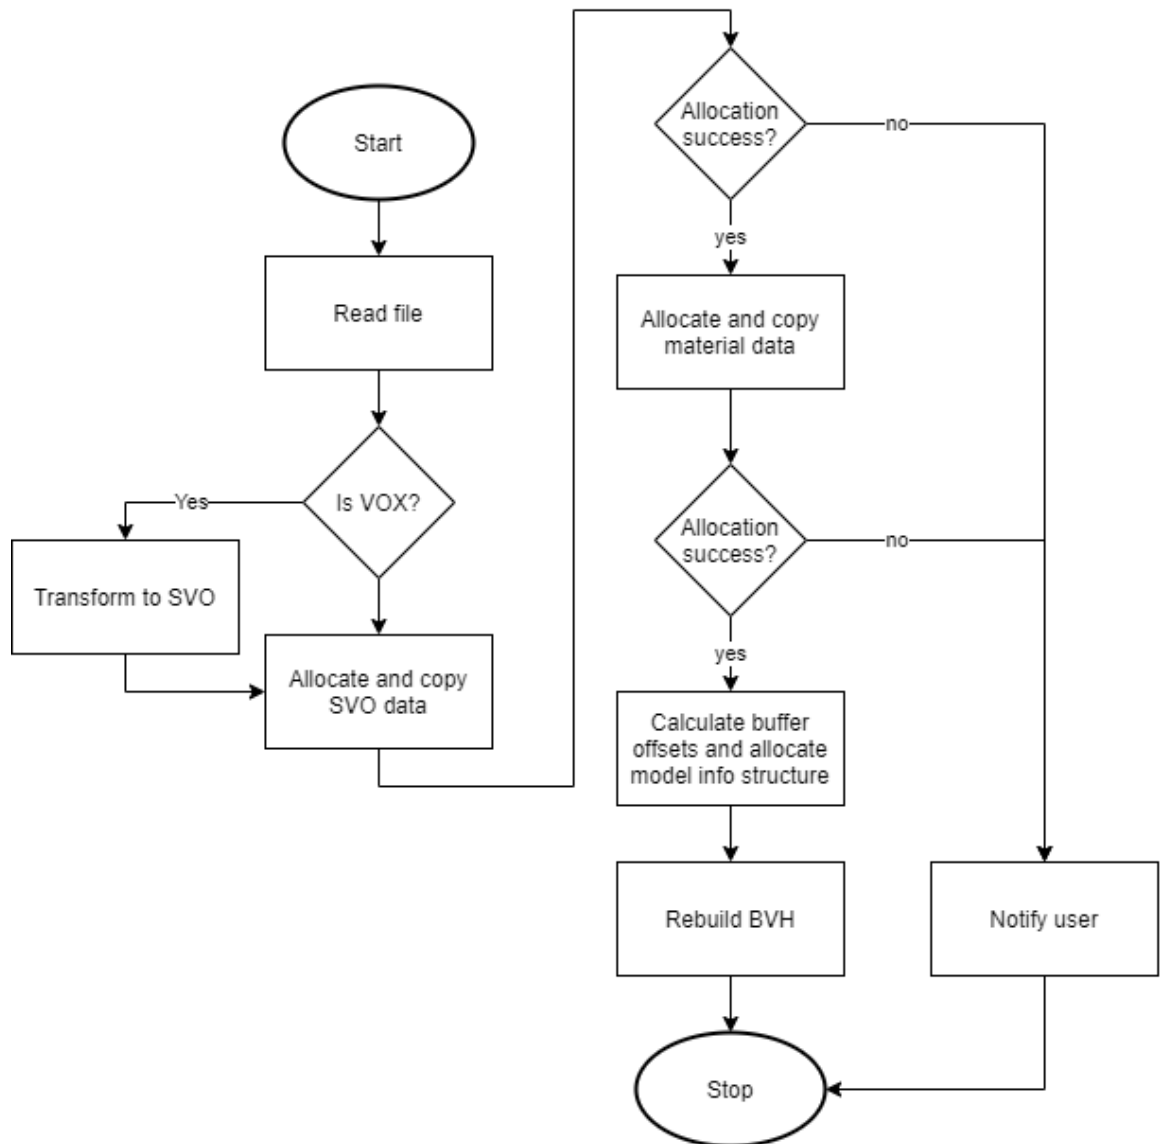 Start
Read file
Is VOX?
Yes
Transform to SVO
Allocate and copy
SVO data
Allocation
success?
no
yes
Allocate and copy
material data
Allocation
success?
no
yes
Calculate buffer
offsets and allocate
model info structure
Rebuild BVH
Notify user
Stop